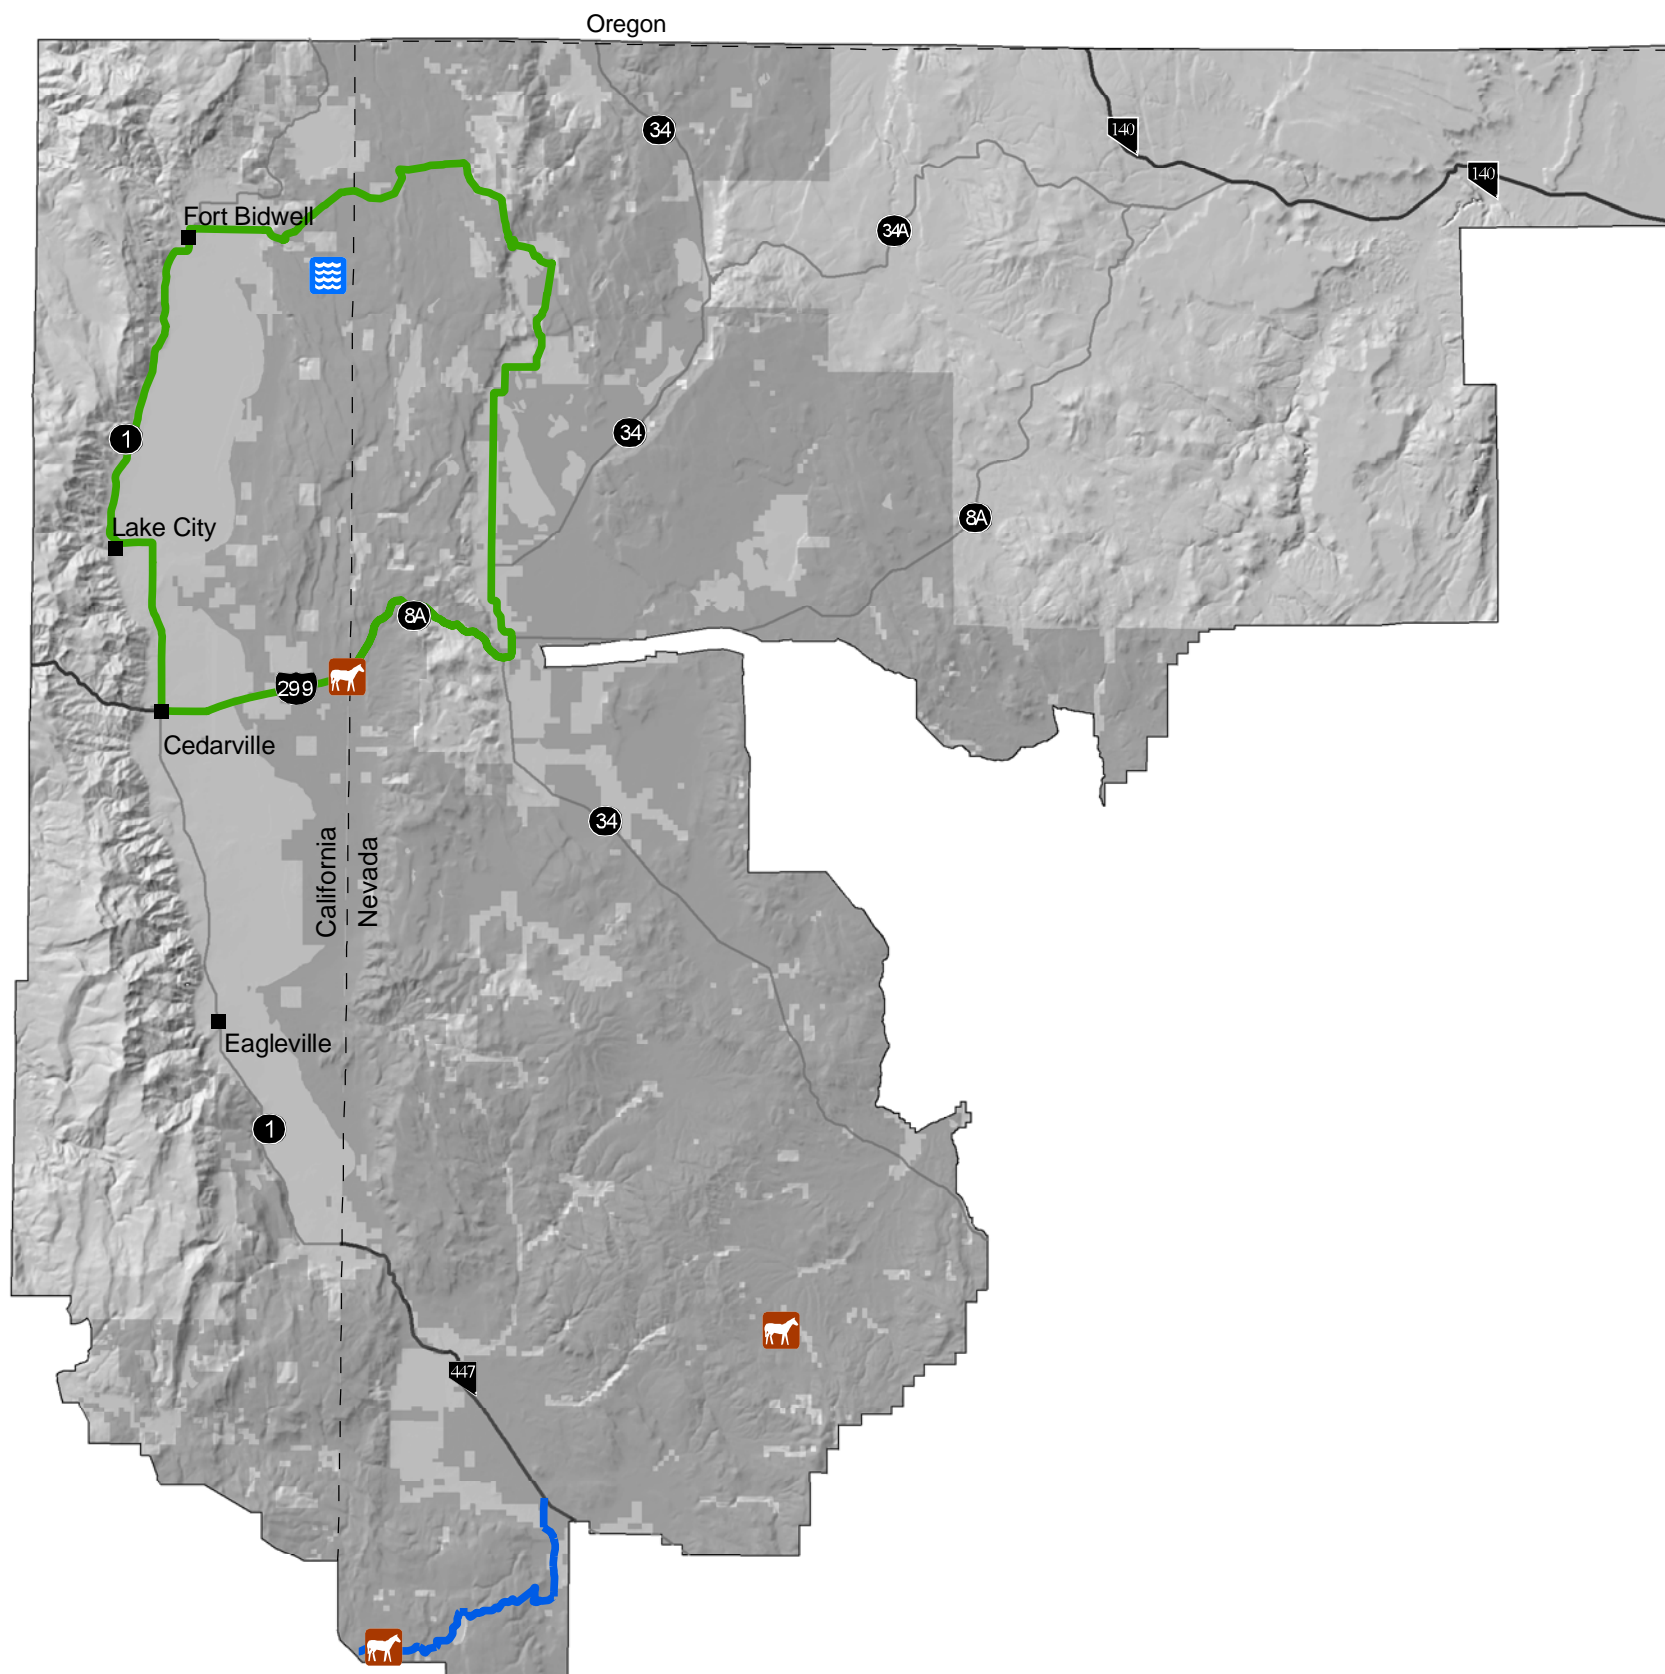 Oregon
34
140
140
Fort Bidwell
34A
1
34
Lake City
8A
8A
299
Cedarville
34
California
Nevada
Eagleville
1
447